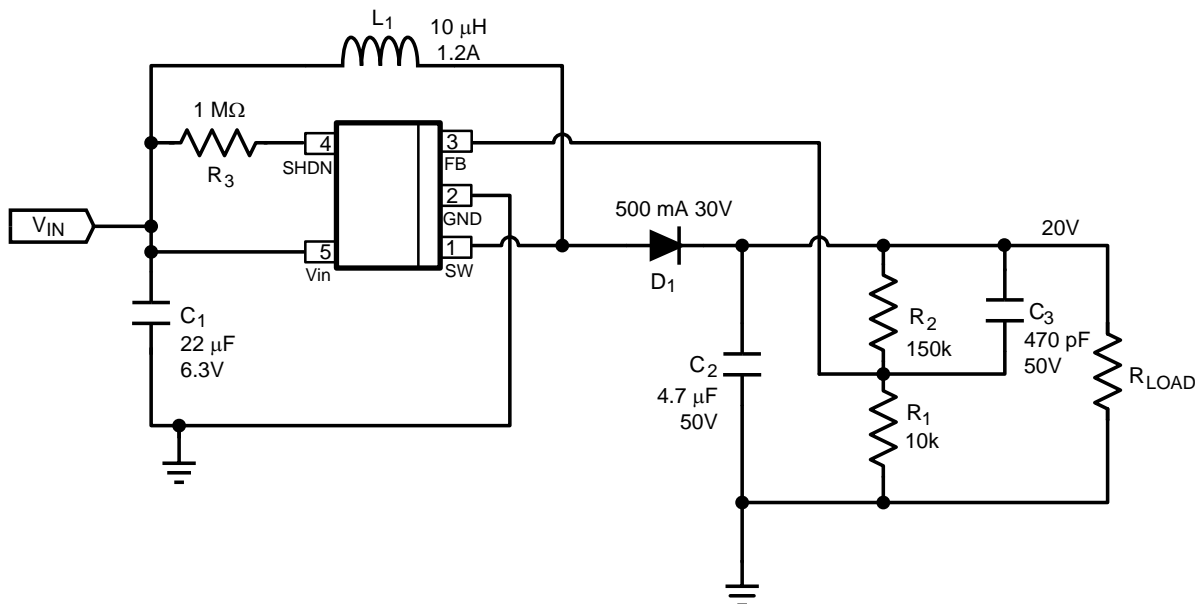 L1
10 μH
1.2A
1 MΩ
R3
4
SHDN
3
FB
2
GND
1
SW
5
Vin
VIN
C1
22 μF
6.3V
500 mA 30V
D1
20V
C2
4.7 μF
50V
R2
150k
C3
470 pF
50V
R1
10k
RLOAD